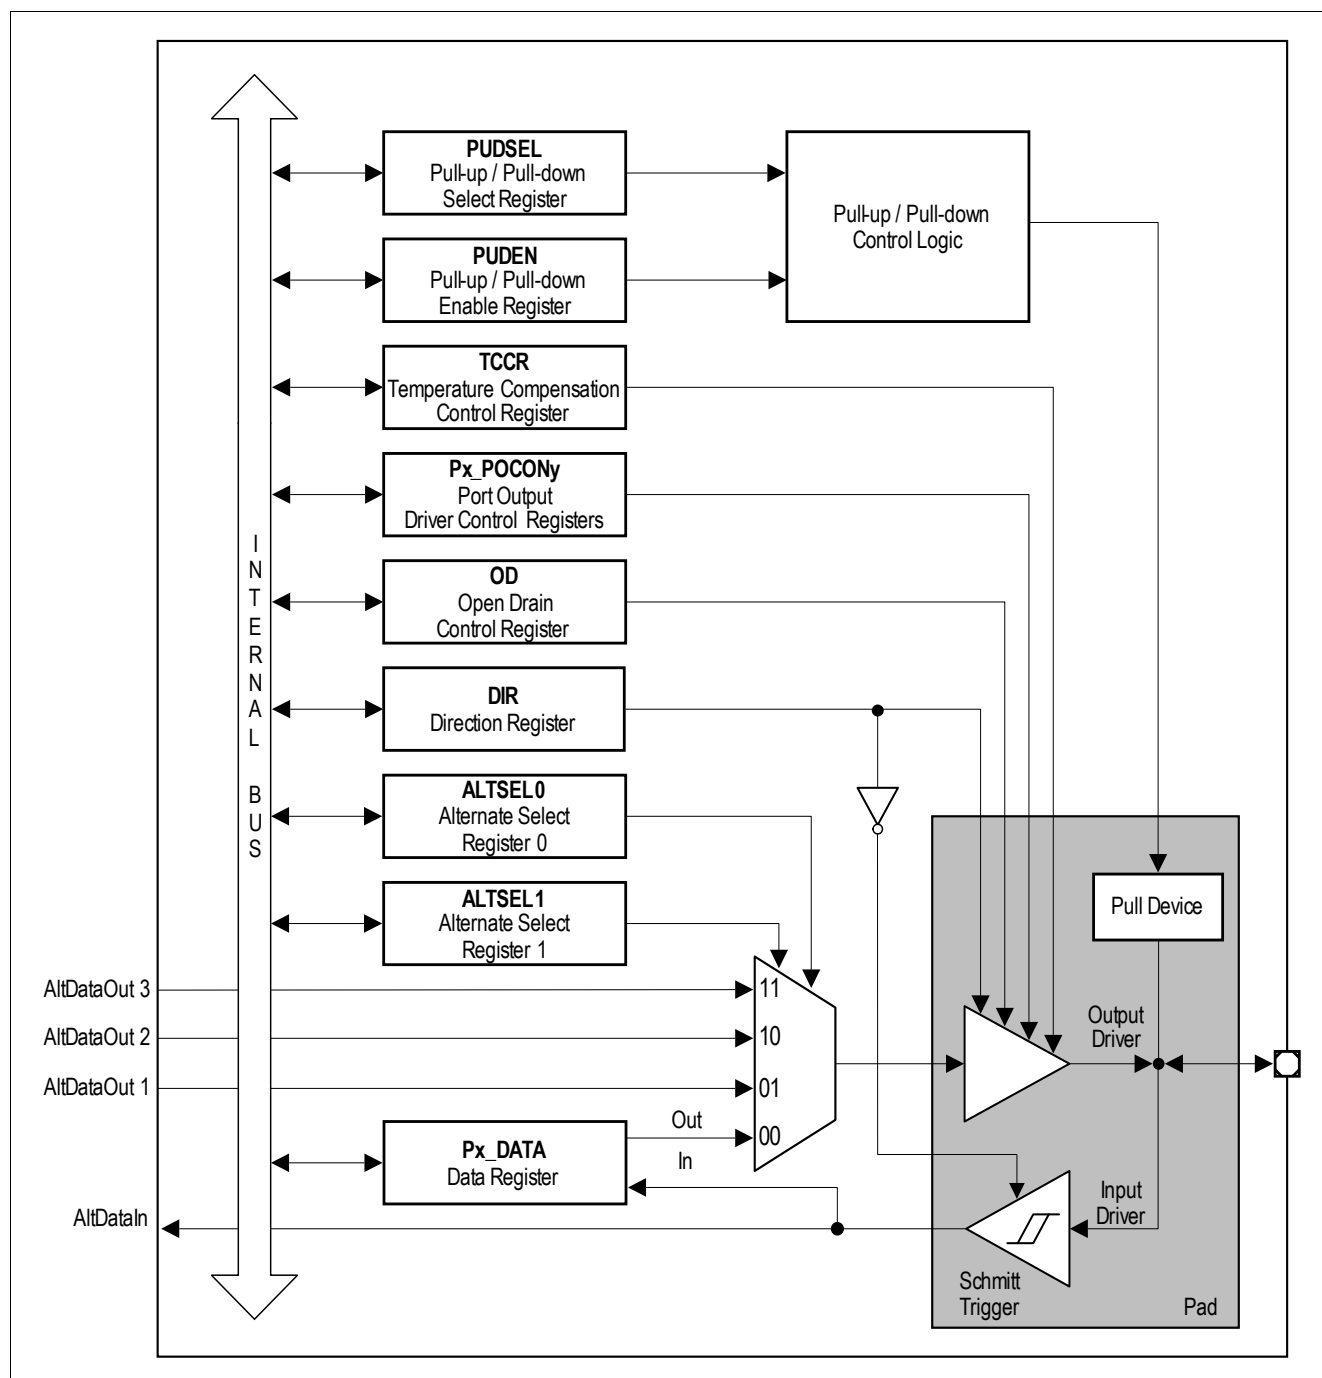 PUDSEL
Pull-up / Pull-down
Select Register
Pull-up / Pull-down
Control Logic
PUDEN
Pull-up / Pull-down
Enable Register
TCCR
Temperature Compensation
Control Register
Px_POCONy
Port Output
Driver Control Registers
OD
Open Drain
Control Register
DIR
Direction Register
INTERNAL BUS
ALTSEL0
Alternate Select
Register 0
ALTSEL1
Alternate Select
Register 1
Pull Device
AltDataOut 3
11
AltDataOut 2
10
AltDataOut 1
01
00
Output
Driver
Out
In
Px_DATA
Data Register
AltDataIn
Input
Driver
Schmitt
Trigger
Pad